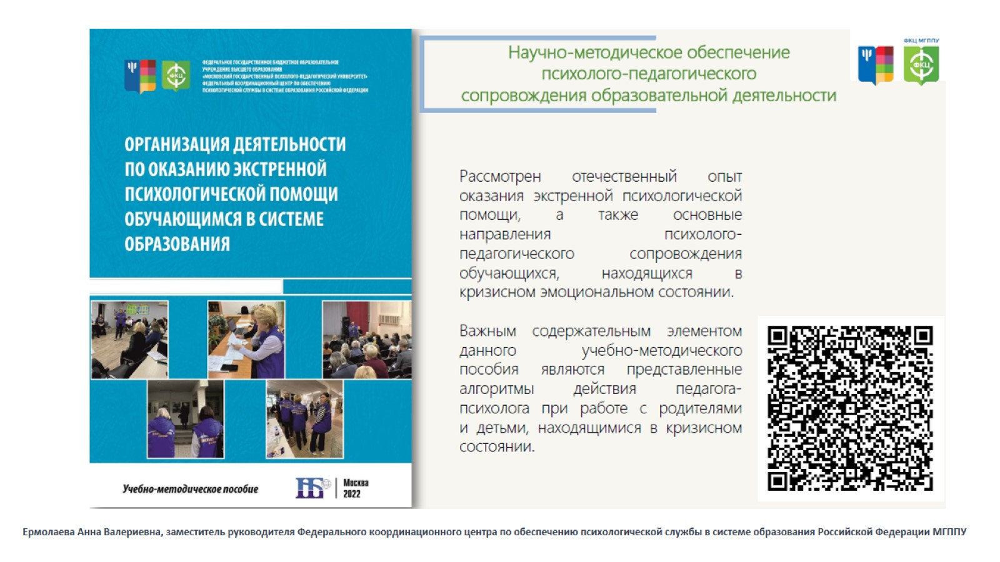 ФЕДЕРАЛЬНОЕ ГОСУДАРСТВЕННОЕ БЮДЖЕТНОЕ ОБРАЗОВАТЕЛЬНОЕ
УЧРЕЖДЕНИЕ ВЫСШЕГО ОБРАЗОВАНИЯ
«МОСКОВСКИЙ ГОСУДАРСТВЕННЫЙ ПСИХОЛОГО-ПЕДАГОГИЧЕСКИЙ УНИВЕРСИТЕТ»
ФЕДЕРАЛЬНЫЙ КООРДИНАЦИОННЫЙ ЦЕНТР ПО ОБЕСПЕЧЕНИЮ
ПСИХОЛОГИЧЕСКОЙ СЛУЖБЫ В СИСТЕМЕ ОБРАЗОВАНИЯ РОССИЙСКОЙ ФЕДЕРАЦИИ
ФКЦ
ОРГАНИЗАЦИЯ ДЕЯТЕЛЬНОСТИ
ПО ОКАЗАНИЮ ЭКСТРЕННОЙ
ПСИХОЛОГИЧЕСКОЙ ПОМОЩИ
ОБУЧАЮЩИМСЯ В СИСТЕМЕ
ОБРАЗОВАНИЯ
Учебно-методическое пособие
НБ
Москва
2022
Научно-методическое обеспечение
психолого-педагогического
сопровождения образовательной деятельности
ФКЦ МГППУ
ФКЦ
Рассмотрен отечественный опыт
оказания экстренной психологической
помощи, а также основные
направления психолого-
педагогического сопровождения
обучающихся, находящихся в
кризисном эмоциональном состоянии.
Важным содержательным элементом
данного учебно-методического
пособия являются представленные
алгоритмы действия педагога-
психолога при работе с родителями
и детьми, находящимися в кризисном
состоянии.
Ермолаева Анна Валериевна, заместитель руководителя Федерального координационного центра по обеспечению психологической службы в системе образования Российской Федерации МГППУ